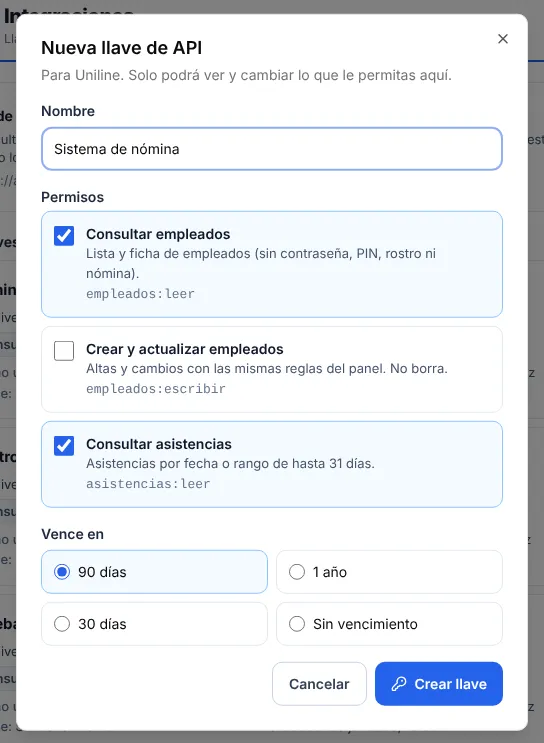 Nueva llave de API
Para Uniline. Solo podrá ver y cambiar lo que le permitas aquí.
Nombre
Sistema de nómina
Permisos
Consultar empleados
Lista y ficha de empleados (sin contraseña, PIN, rostro ni
nómina).
empleados:leer
Crear y actualizar empleados
Altas y cambios con las mismas reglas del panel. No borra.
empleados:escribir
Consultar asistencias
Asistencias por fecha o rango de hasta 31 días.
asistencias:leer
Vence en
90 días
1 año
30 días
Sin vencimiento
Cancelar
Crear llave